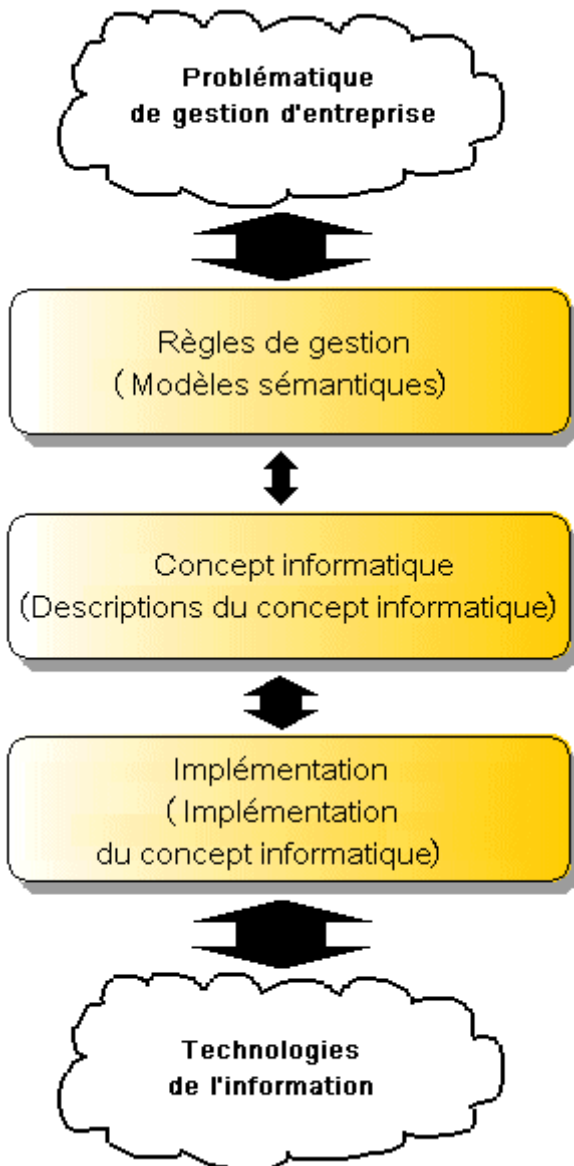 Problématique
de gestion d'entreprise
Règles de gestion
( Modèles sémantiques)
Concept informatique
(Descriptions du concept informatique)
Implémentation
( Implémentation
du concept informatique)
Technologies
de l'information